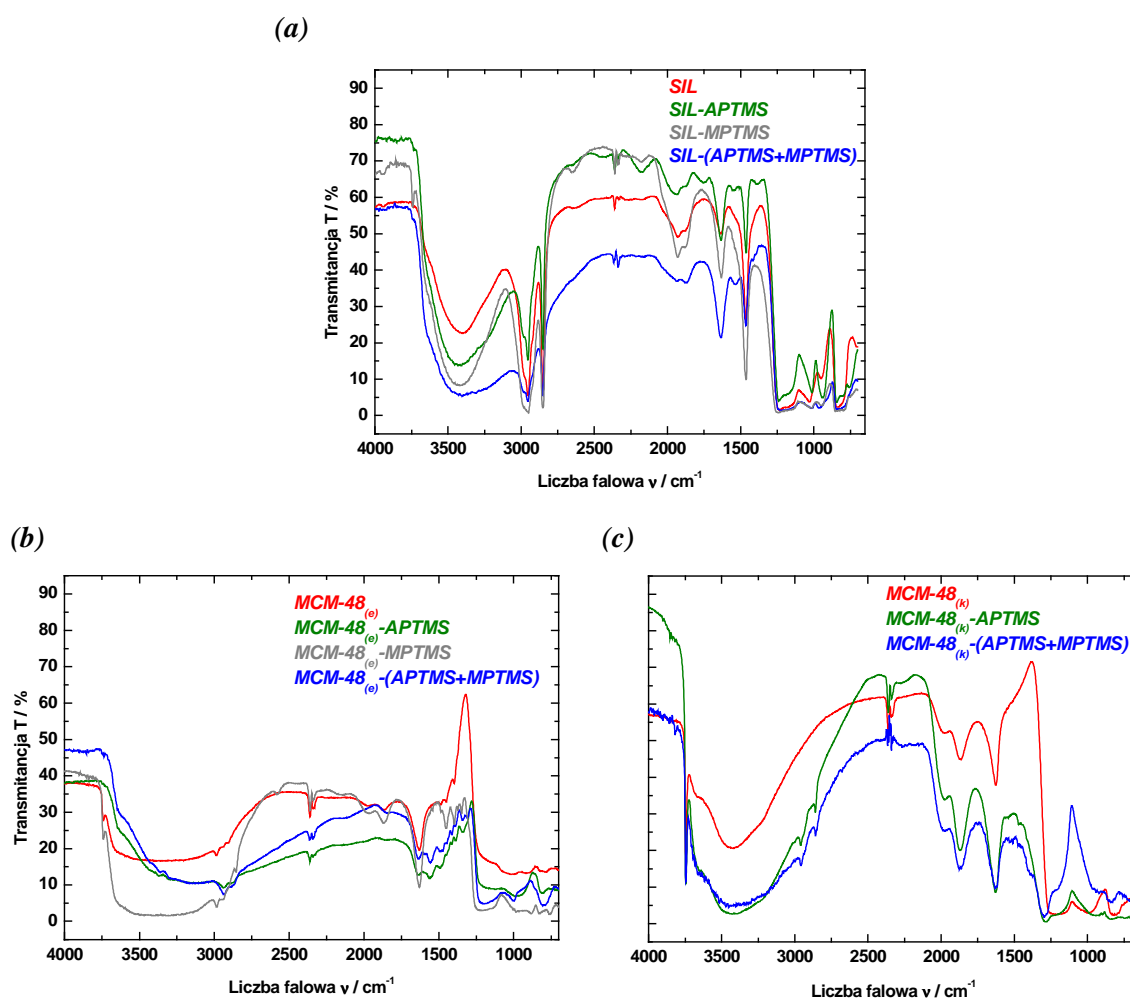 (a)
Transmitancja T / %
90
80
70
60
50
40
30
20
10
0
SIL
SIL-APTMS
SIL-MPTMS
SIL-(APTMS+MPTMS)
4000 3500 3000 2500 2000 1500 1000
Liczba falowa ν / cm⁻¹
(b)
Transmitancja T / %
90
80
70
60
50
40
30
20
10
0
MCM-48(e)
MCM-48(e)-APTMS
MCM-48(e)-MPTMS
MCM-48(e)-(APTMS+MPTMS)
4000 3500 3000 2500 2000 1500 1000
Liczba falowa ν / cm⁻¹
(c)
MCM-48(k)
MCM-48(k)-APTMS
MCM-48(k)-(APTMS+MPTMS)
4000 3500 3000 2500 2000 1500 1000
Liczba falowa ν / cm⁻¹